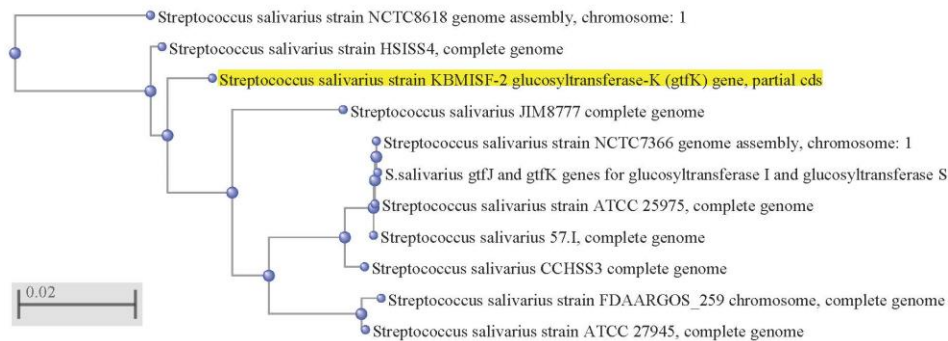 Streptococcus salivarius strain NCTC8618 genome assembly, chromosome: 1
Streptococcus salivarius strain HSISS4, complete genome
Streptococcus salivarius strain KBMISF-2 glucosyltransferase-K (gtfK) gene, partial cds
Streptococcus salivarius JIM8777 complete genome
Streptococcus salivarius strain NCTC7366 genome assembly, chromosome: 1
S.salivarius gtfJ and gtfK genes for glucosyltransferase I and glucosyltransferase S
Streptococcus salivarius strain ATCC 25975, complete genome
Streptococcus salivarius 57.I, complete genome
Streptococcus salivarius CCHSS3 complete genome
0.02
Streptococcus salivarius strain FDAARGOS_259 chromosome, complete genome
Streptococcus salivarius strain ATCC 27945, complete genome